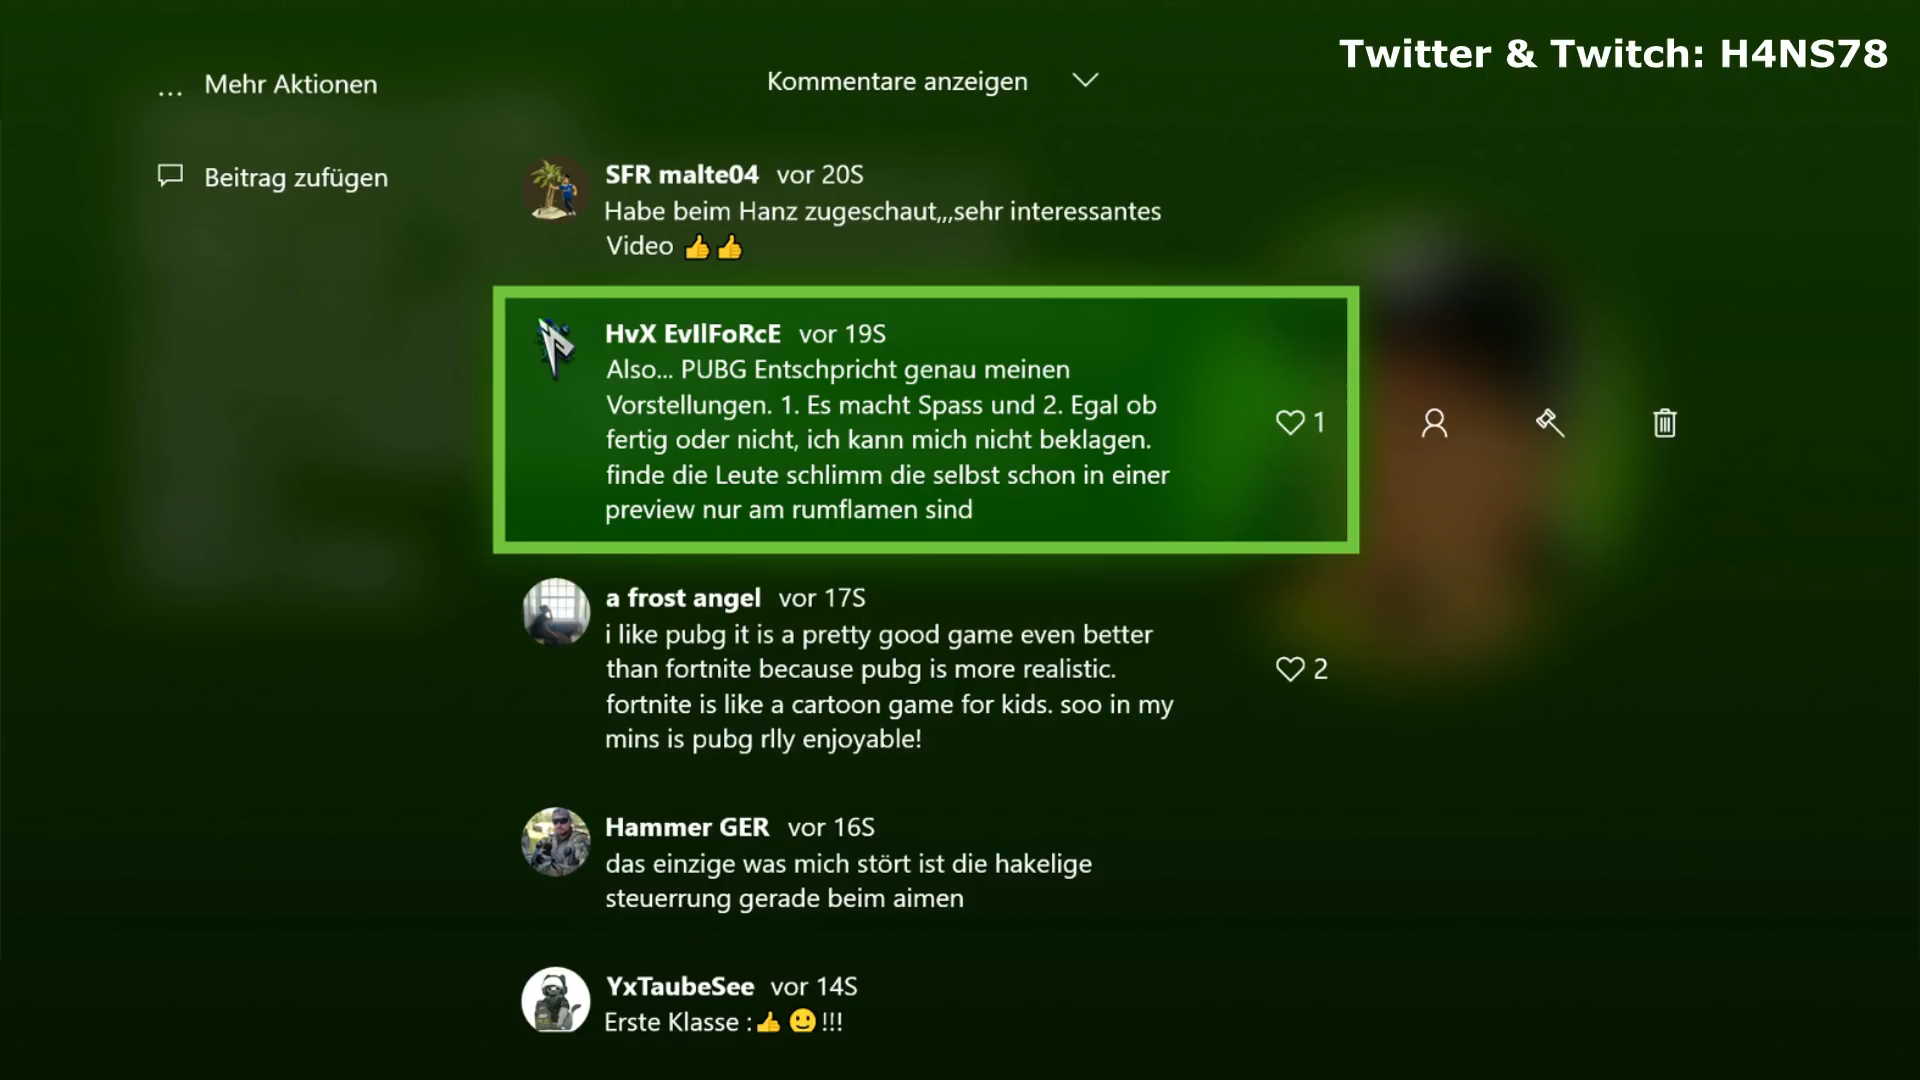 Twitter & Twitch: H4NS78
... Mehr Aktionen
Beitrag zufügen
Kommentare anzeigen
SFR malte04 vor 20S
Habe beim Hanz zugeschaut,,,sehr interessantes
Video 👍👍
HvX EvIlFoRcE vor 19S
Also... PUBG Entschpricht genau meinen
Vorstellungen. 1. Es macht Spass und 2. Egal ob
fertig oder nicht, ich kann mich nicht beklagen.
finde die Leute schlimm die selbst schon in einer
preview nur am rumflamen sind
1
a frost angel vor 17S
i like pubg it is a pretty good game even better
than fortnite because pubg is more realistic.
fortnite is like a cartoon game for kids. soo in my
mins is pubg rlly enjoyable!
2
Hammer GER vor 16S
das einzige was mich stört ist die hakelige
steuerrung gerade beim aimen
YxTaubeSee vor 14S
Erste Klasse :👍🙂!!!